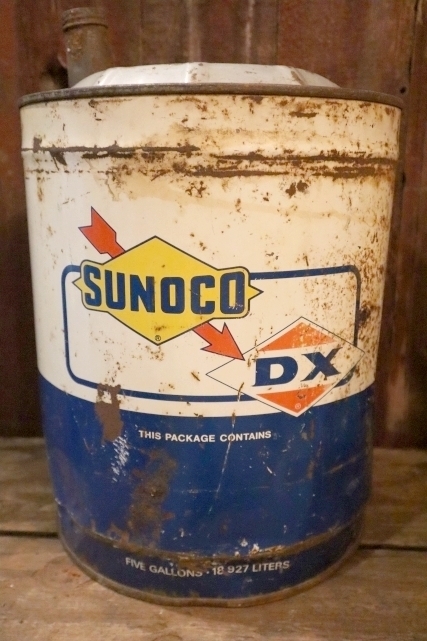 SUNOCO
®
DX
®
THIS PACKAGE CONTAINS
FIVE GALLONS · 18.927 LITERS